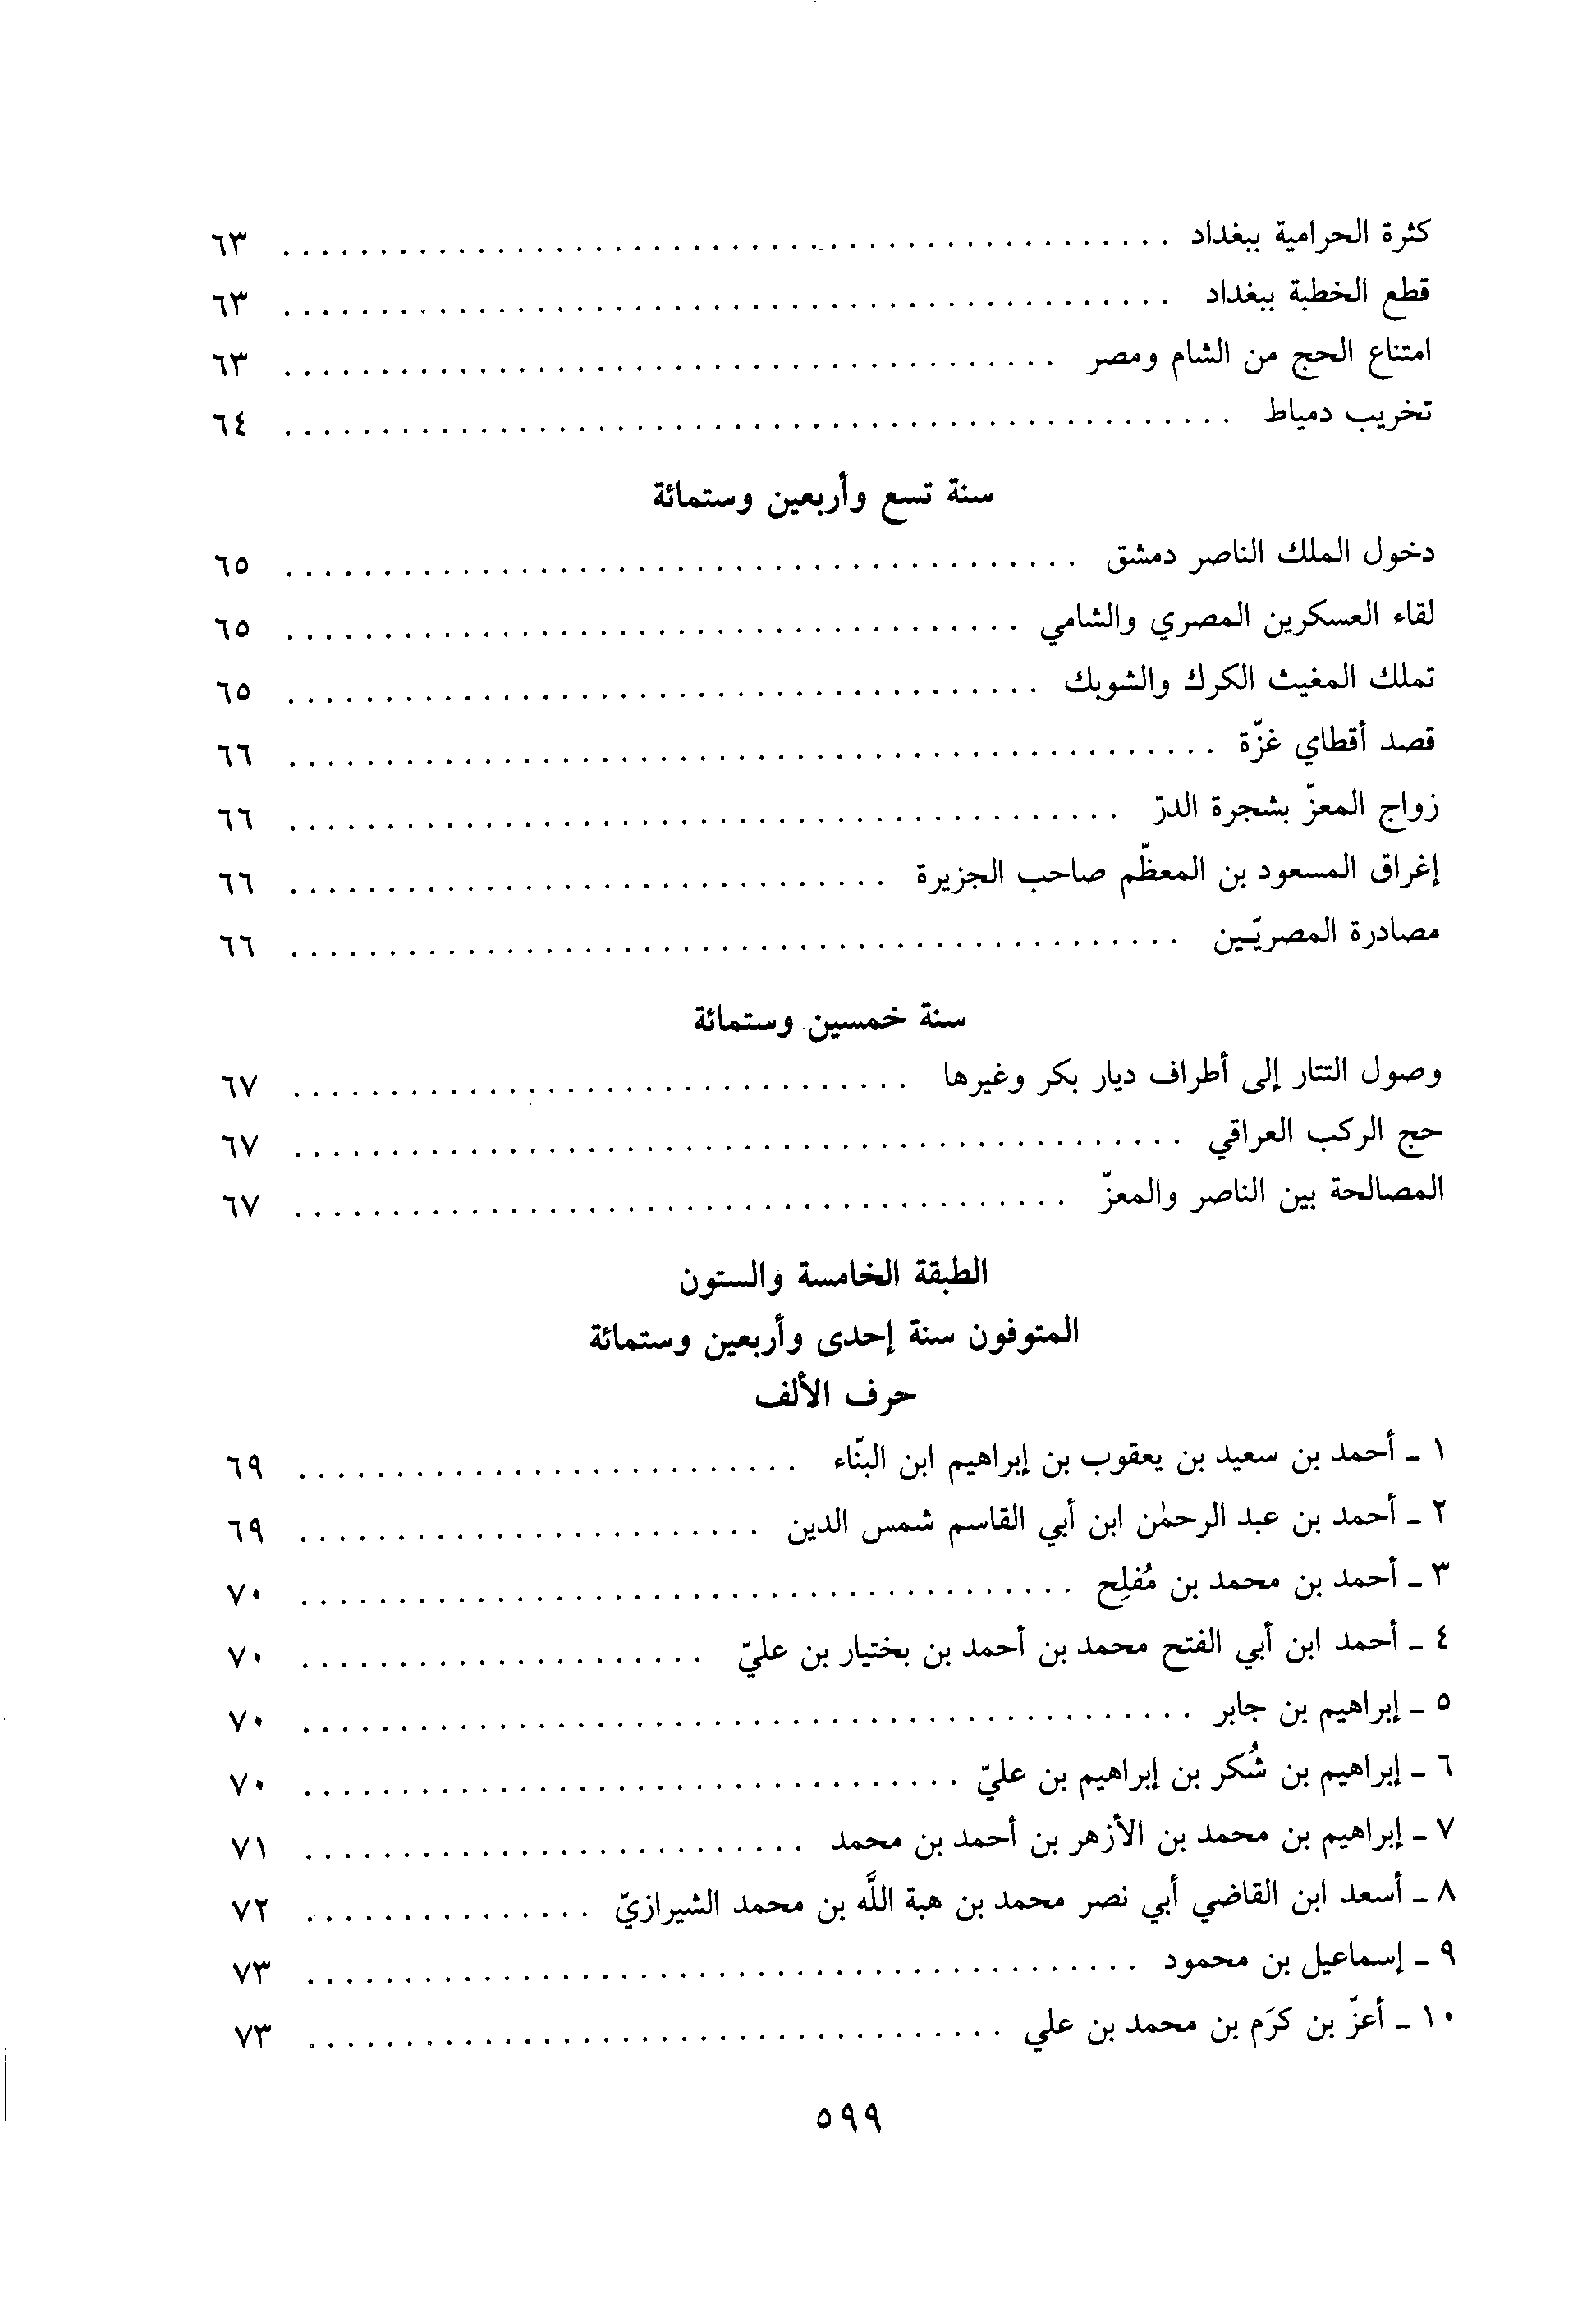 كثرة الحرامية ببغداد ........ ٦٣
قطع الخطبة ببغداد ........ ٦٣
امتناع الحج من الشام ومصر ........ ٦٣
تخريب دمياط ........ ٦٤
سنة تسع وأربعين وستمائة
دخول الملك الناصر دمشق ........ ٦٥
لقاء العسكرين المصري والشامي ........ ٦٥
تملك المغيث الكرك والشوبك ........ ٦٥
قصد أقطاي غزّة ........ ٦٦
زواج المعزّ بشجرة الدرّ ........ ٦٦
إغراق المسعود بن المعظّم صاحب الجزيرة ........ ٦٦
مصادرة المصريّين ........ ٦٦
سنة خمسين وستمائة
وصول التتار إلى أطراف ديار بكر وغيرها ........ ٦٧
حج الركب العراقي ........ ٦٧
المصالحة بين الناصر والمعزّ ........ ٦٧
الطبقة الخامسة والستون
المتوفون سنة إحدى وأربعين وستمائة
حرف الألف
١ ـ أحمد بن سعيد بن يعقوب بن إبراهيم ابن البنّاء ........ ٦٩
٢ ـ أحمد بن عبد الرحمٰن ابن أبي القاسم شمس الدين ........ ٦٩
٣ ـ أحمد بن محمد بن مُفلِح ........ ٧٠
٤ ـ أحمد ابن أبي الفتح محمد بن أحمد بن بختيار بن عليّ ........ ٧٠
٥ ـ إبراهيم بن جابر ........ ٧٠
٦ ـ إبراهيم بن شُكر بن إبراهيم بن عليّ ........ ٧٠
٧ ـ إبراهيم بن محمد بن الأزهر بن أحمد بن محمد ........ ٧١
٨ ـ أسعد ابن القاضي أبي نصر محمد بن هبة اللَّه بن محمد الشيرازيّ ........ ٧٢
٩ ـ إسماعيل بن محمود ........ ٧٣
١٠ ـ أعزّ بن كرَم بن محمد بن علي ........ ٧٣
٥٩٩